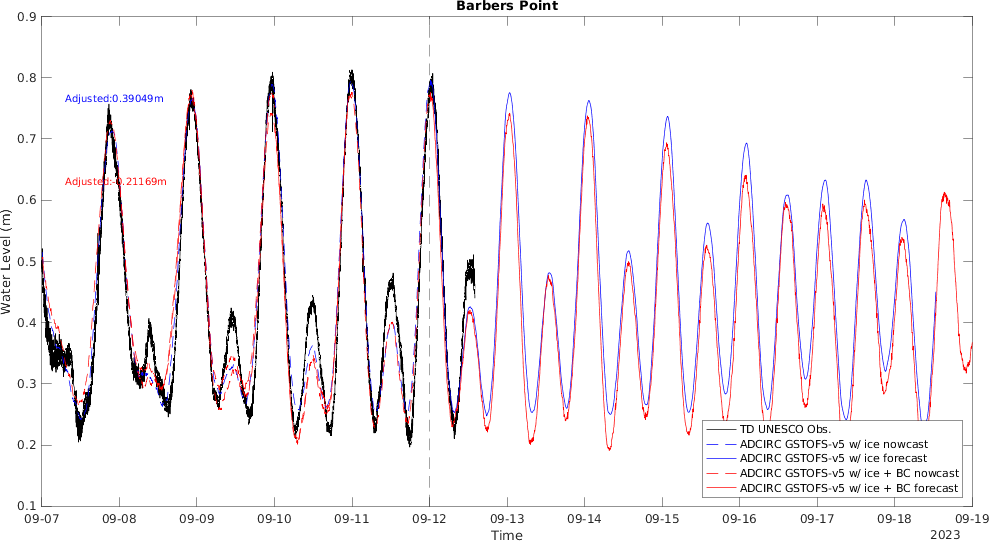 Barbers Point
0.9
0.8
0.7
0.6
0.5
0.4
0.3
0.2
0.1
Water Level (m)
Adjusted:0.39049m
Adjusted:-0.21169m
TD UNESCO Obs.
ADCIRC GSTOFS-v5 w/ ice nowcast
ADCIRC GSTOFS-v5 w/ ice forecast
ADCIRC GSTOFS-v5 w/ ice + BC nowcast
ADCIRC GSTOFS-v5 w/ ice + BC forecast
09-07 09-08 09-09 09-10 09-11 09-12 09-13 09-14 09-15 09-16 09-17 09-18 09-19
Time
2023